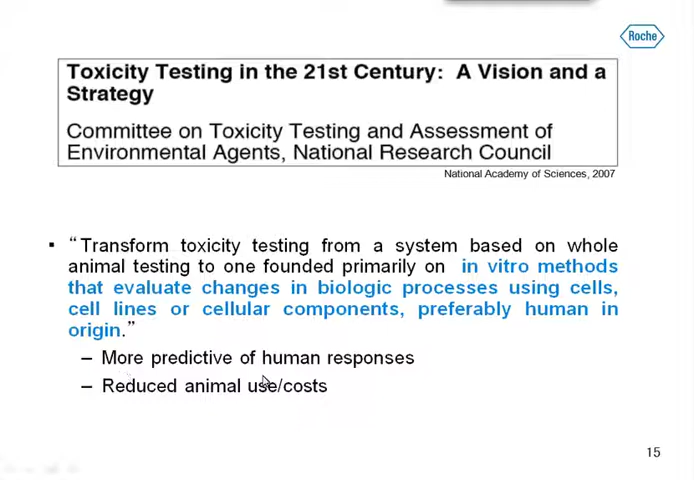 Roche
Toxicity Testing in the 21st Century: A Vision and a
Strategy
Committee on Toxicity Testing and Assessment of
Environmental Agents, National Research Council
National Academy of Sciences, 2007
▪ “Transform toxicity testing from a system based on whole
animal testing to one founded primarily on in vitro methods
that evaluate changes in biologic processes using cells,
cell lines or cellular components, preferably human in
origin.”
– More predictive of human responses
– Reduced animal use/costs
15